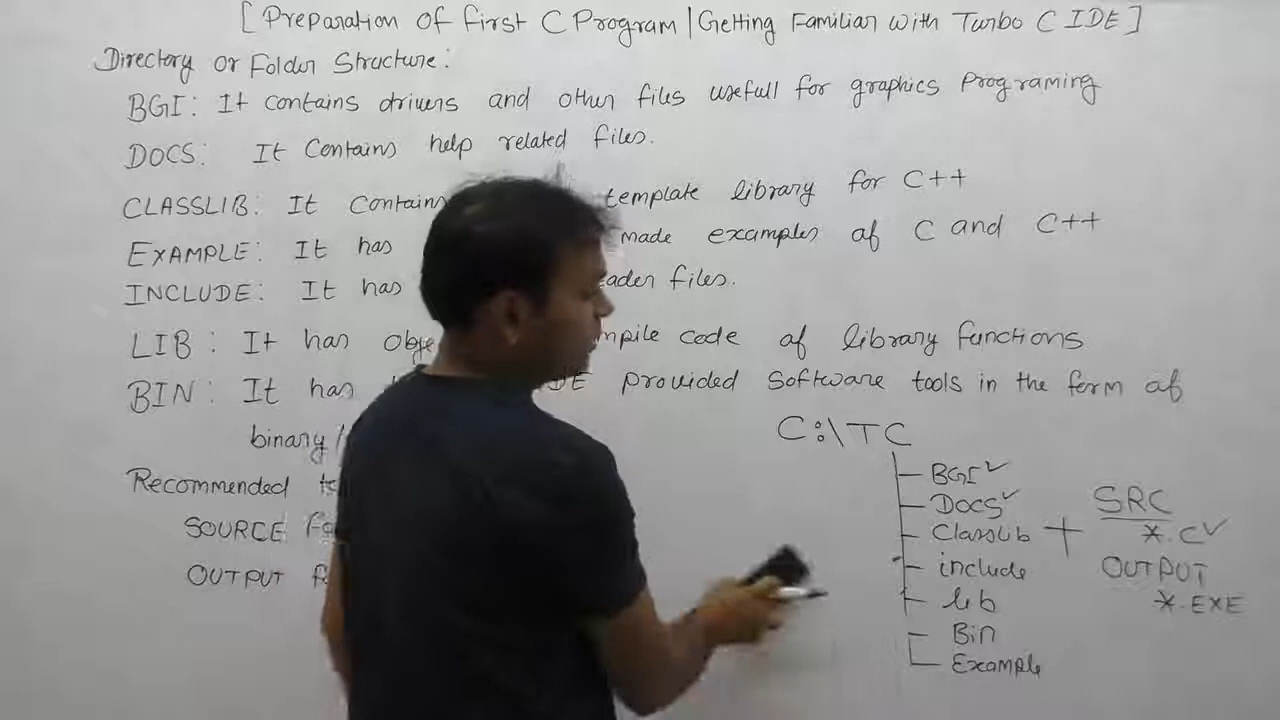 [Preparation of First C Program | Getting Familiar with Turbo C IDE]
Directory or Folder Structure:
BGI: It contains drivers and other files usefull for graphics Programing
DOCS: It Contains help related files.
CLASSLIB: It contain template library for C++
EXAMPLE: It has made examples of C and C++
INCLUDE: It has files.
LIB: It has code of library functions
BIN: It has provided Software tools in the form of
binary
Recommended
SOURCE
OUTPUT
C:\TC
BGI
DOCS
Classlib
include
lib
Bin
Example
+
SRC
*.C
OUTPUT
*.EXE